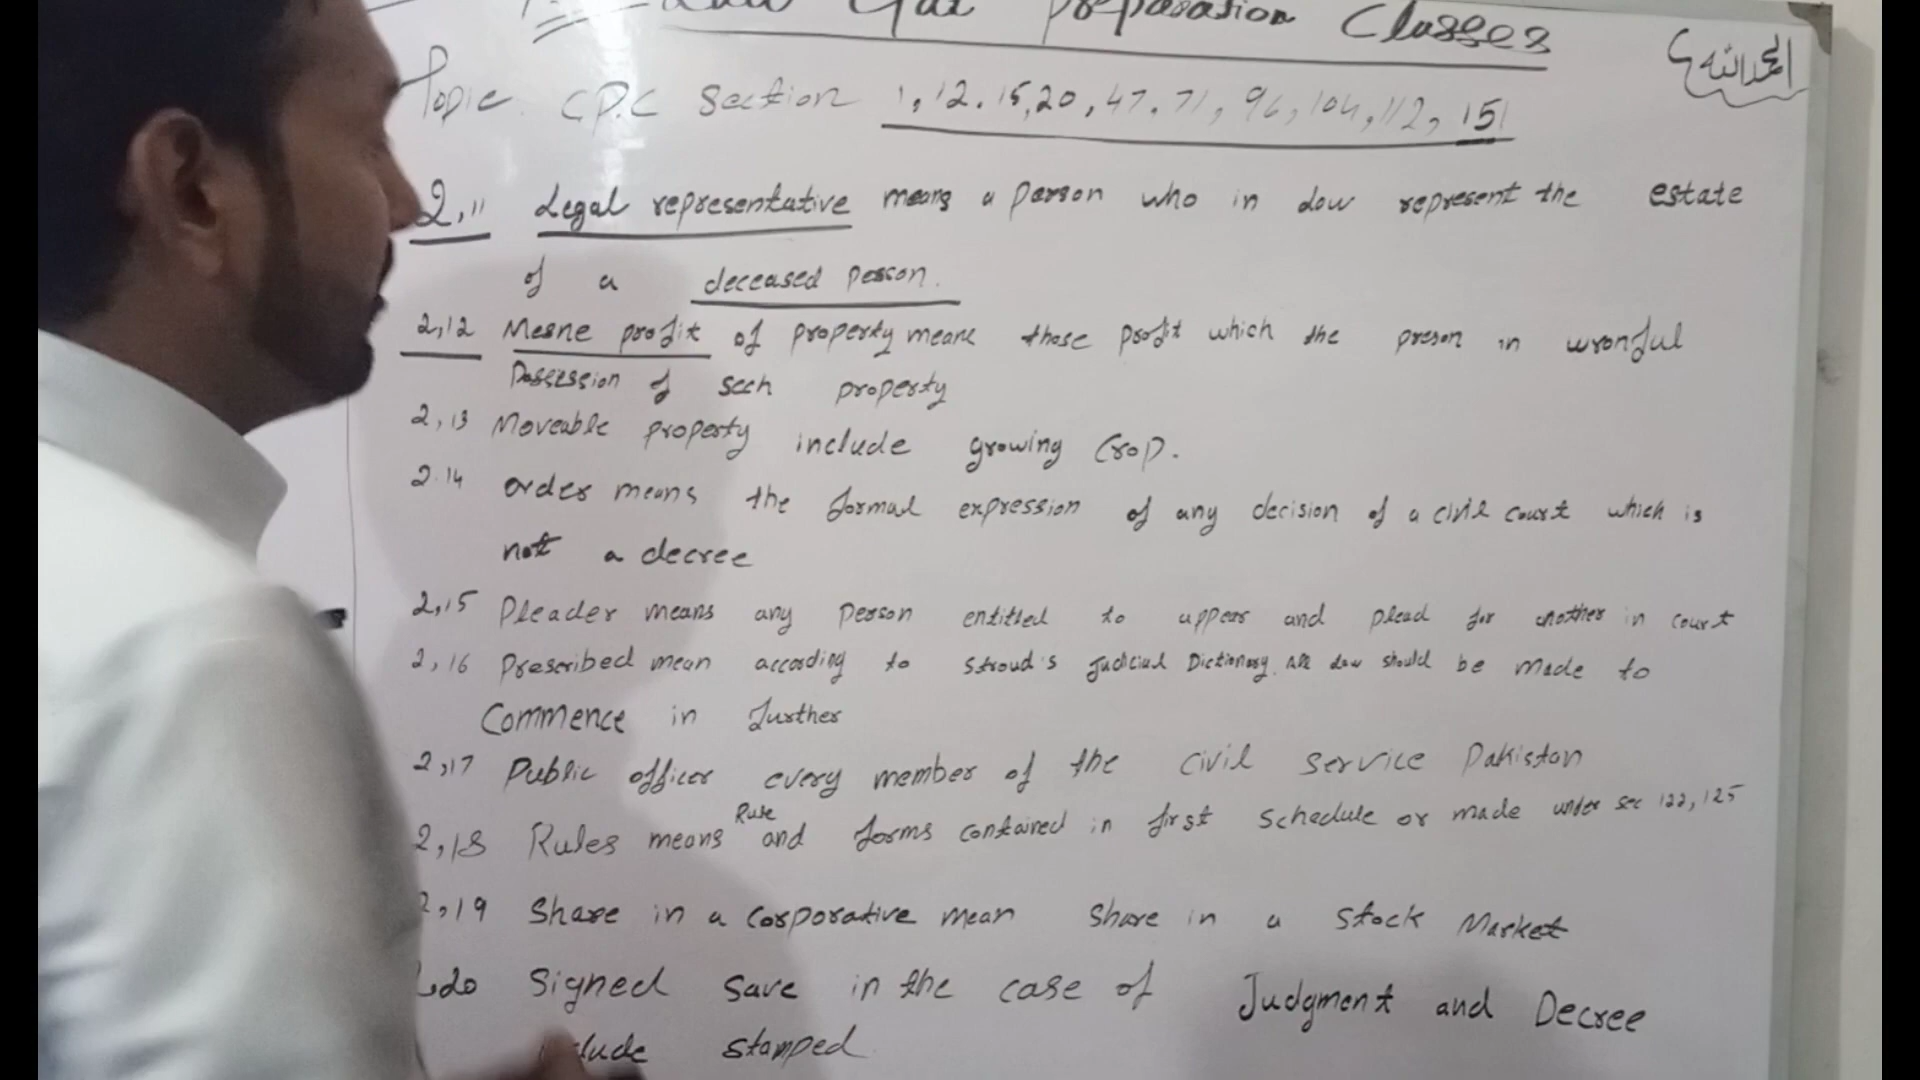 Law Gat Preparation Classes
الحمدالله
Topic. C.P.C Section 1, 12. 15, 20, 47. 71, 96, 104, 112, 151
2,11 Legal representative means a person who in law represent the estate
of a deceased person.
2,12 Mesne profit of property means those profit which the preson in wronful
Possession of sech property
2,13 Moveable property include growing Crop.
2.14 order means the formal expression of any decision of a civil court which is
not a decree
2,15 Pleader means any Person entitled to appear and plead for another in court
2,16 Prescribed mean according to Stroud's Judicial Dictionary. All law should be made to
Commence in further
2,17 Public officer every member of the civil service Pakistan
2,18 Rules means Rule and forms contained in first Schedule or made under sec 122, 125
2,19 Share in a corporative mean Share in a Stock Market
20 Signed save in the case of Judgment and Decree
clude stamped